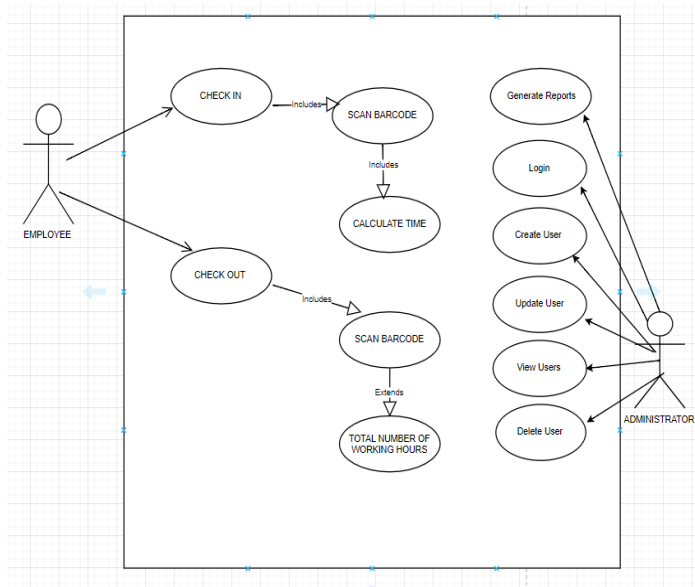 CHECK IN
Includes
SCAN BARCODE
Includes
CALCULATE TIME
EMPLOYEE
CHECK OUT
Includes
SCAN BARCODE
Extends
TOTAL NUMBER OF
WORKING HOURS
Generate Reports
Login
Create User
Update User
View Users
Delete User
ADMINISTRATOR